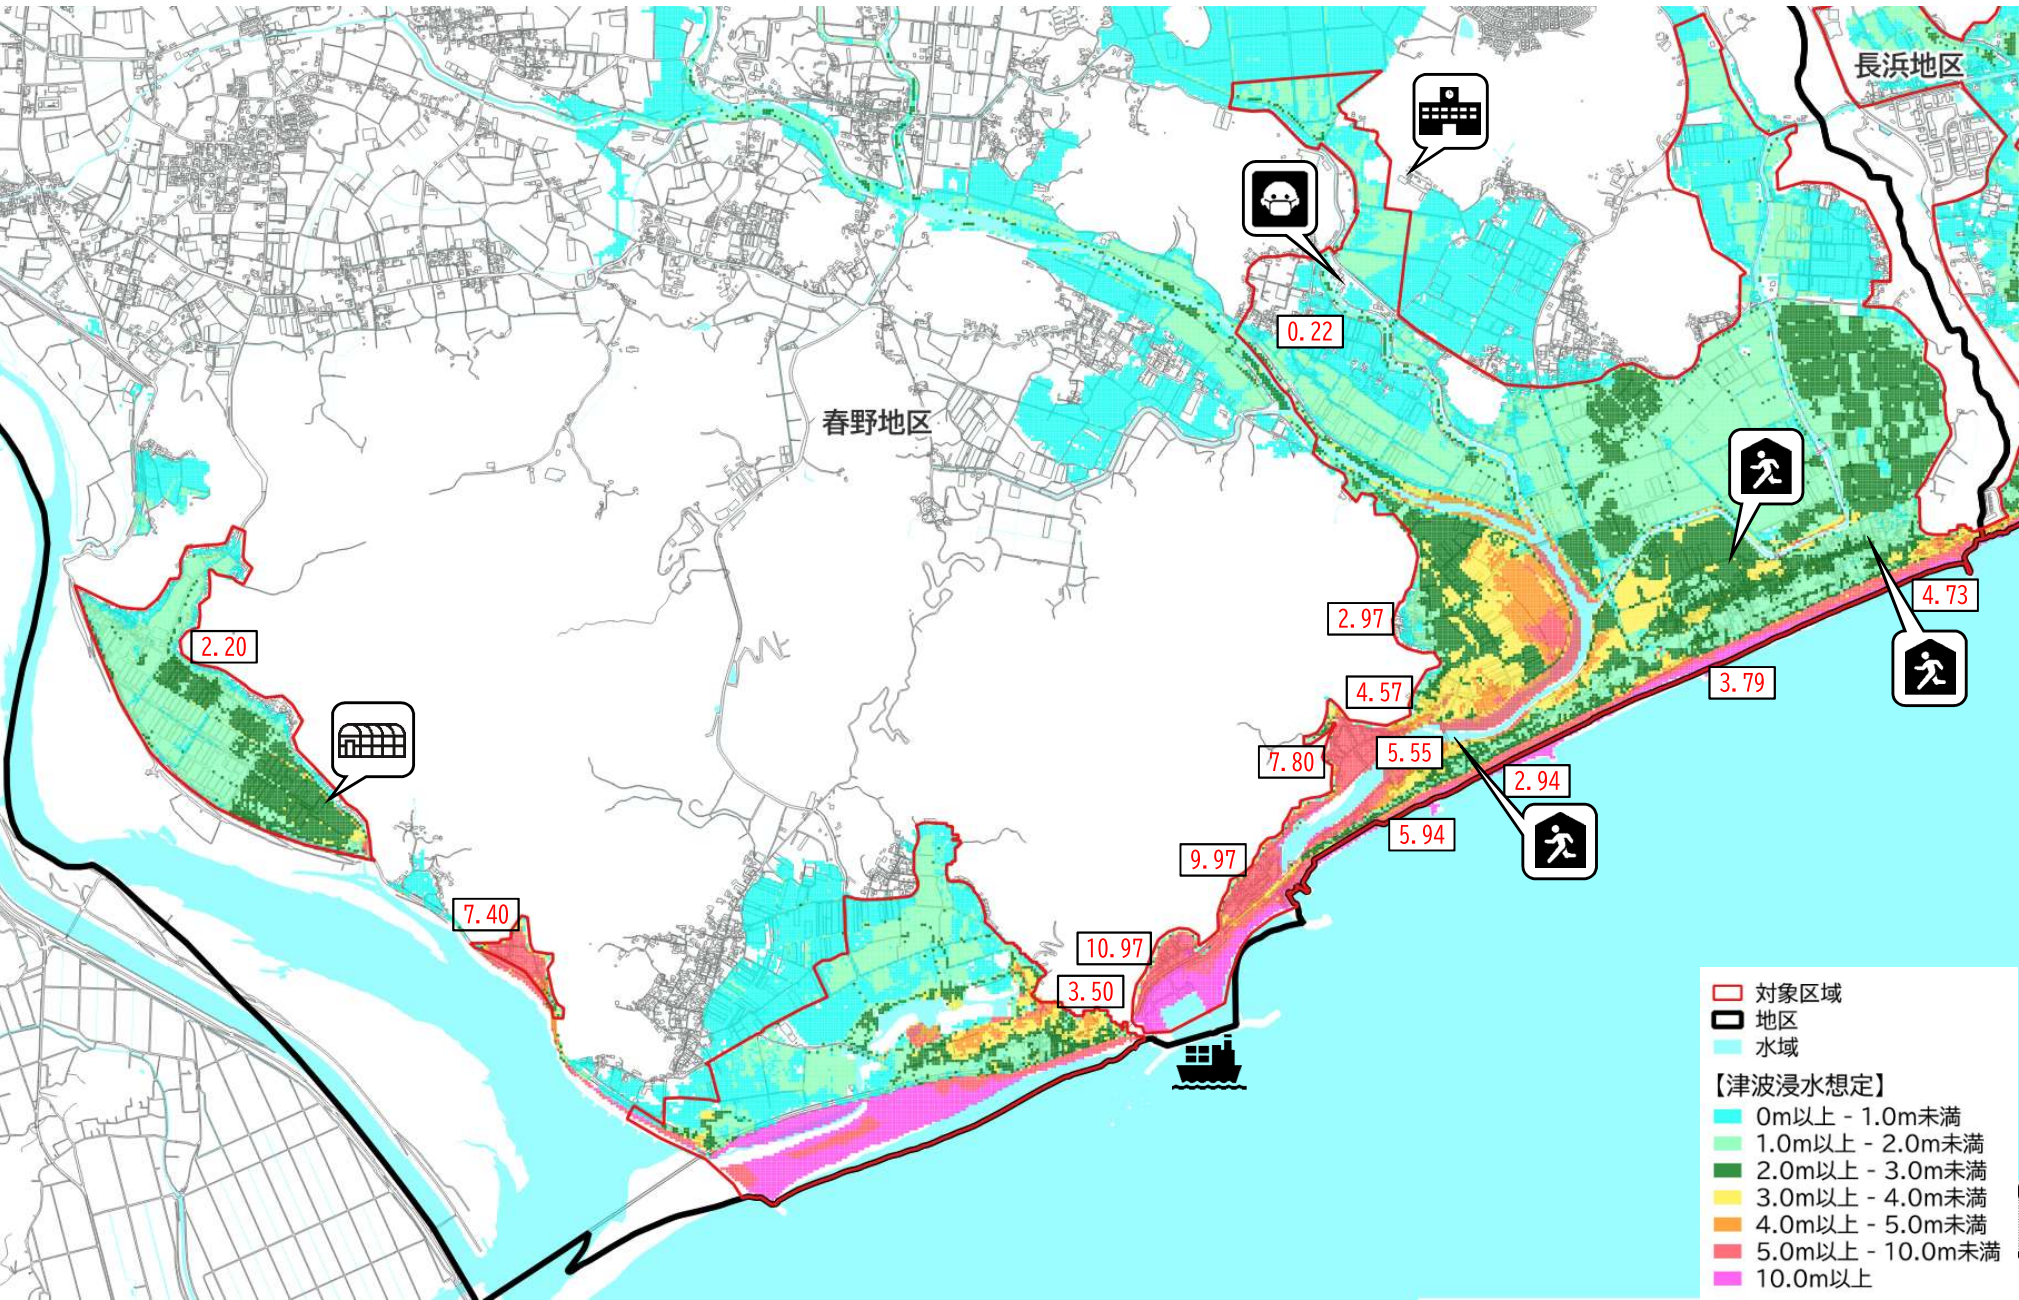 長浜地区
0.22
春野地区
4.73
2.97
2.20
3.79
4.57
5.55
7.80
2.94
5.94
9.97
7.40
10.97
3.50
対象区域
地区
水域
【津波浸水想定】
0m以上 - 1.0m未満
1.0m以上 - 2.0m未満
2.0m以上 - 3.0m未満
3.0m以上 - 4.0m未満
4.0m以上 - 5.0m未満
5.0m以上 - 10.0m未満
10.0m以上